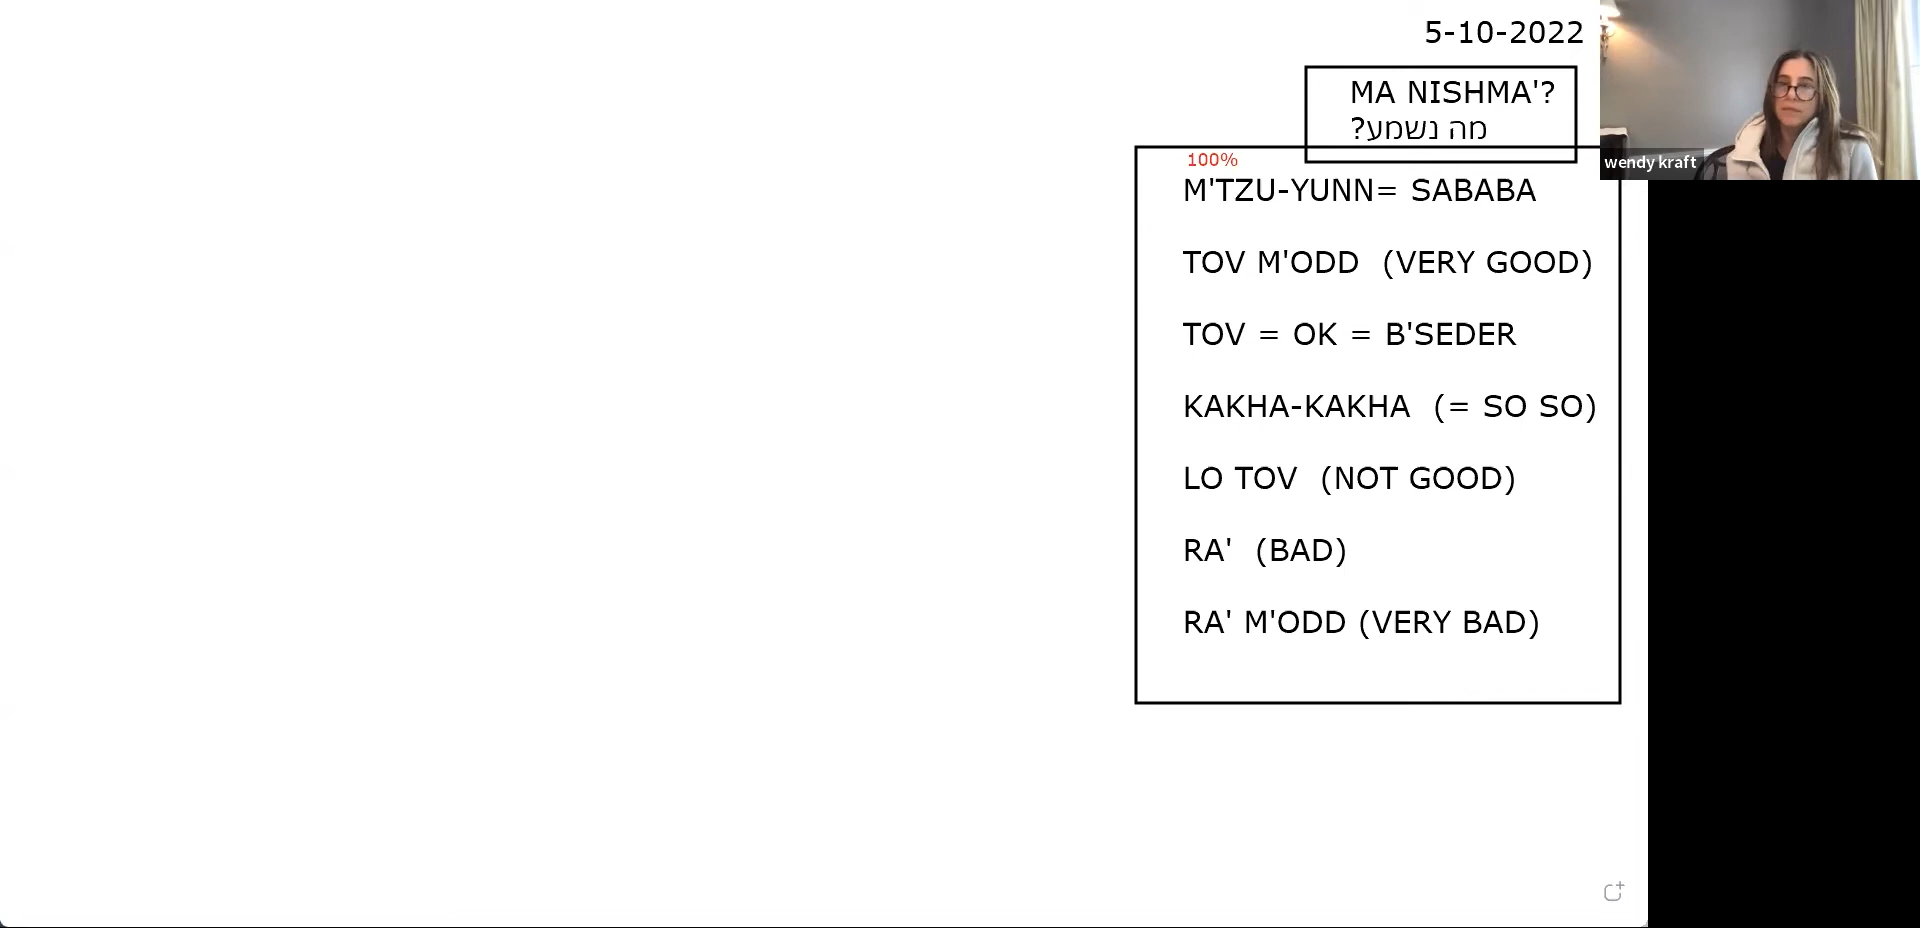 5-10-2022
MA NISHMA'?
מה נשמע?
100%
M'TZU-YUNN= SABABA
TOV M'ODD (VERY GOOD)
TOV = OK = B'SEDER
KAKHA-KAKHA (= SO SO)
LO TOV (NOT GOOD)
RA' (BAD)
RA' M'ODD (VERY BAD)
wendy kraft